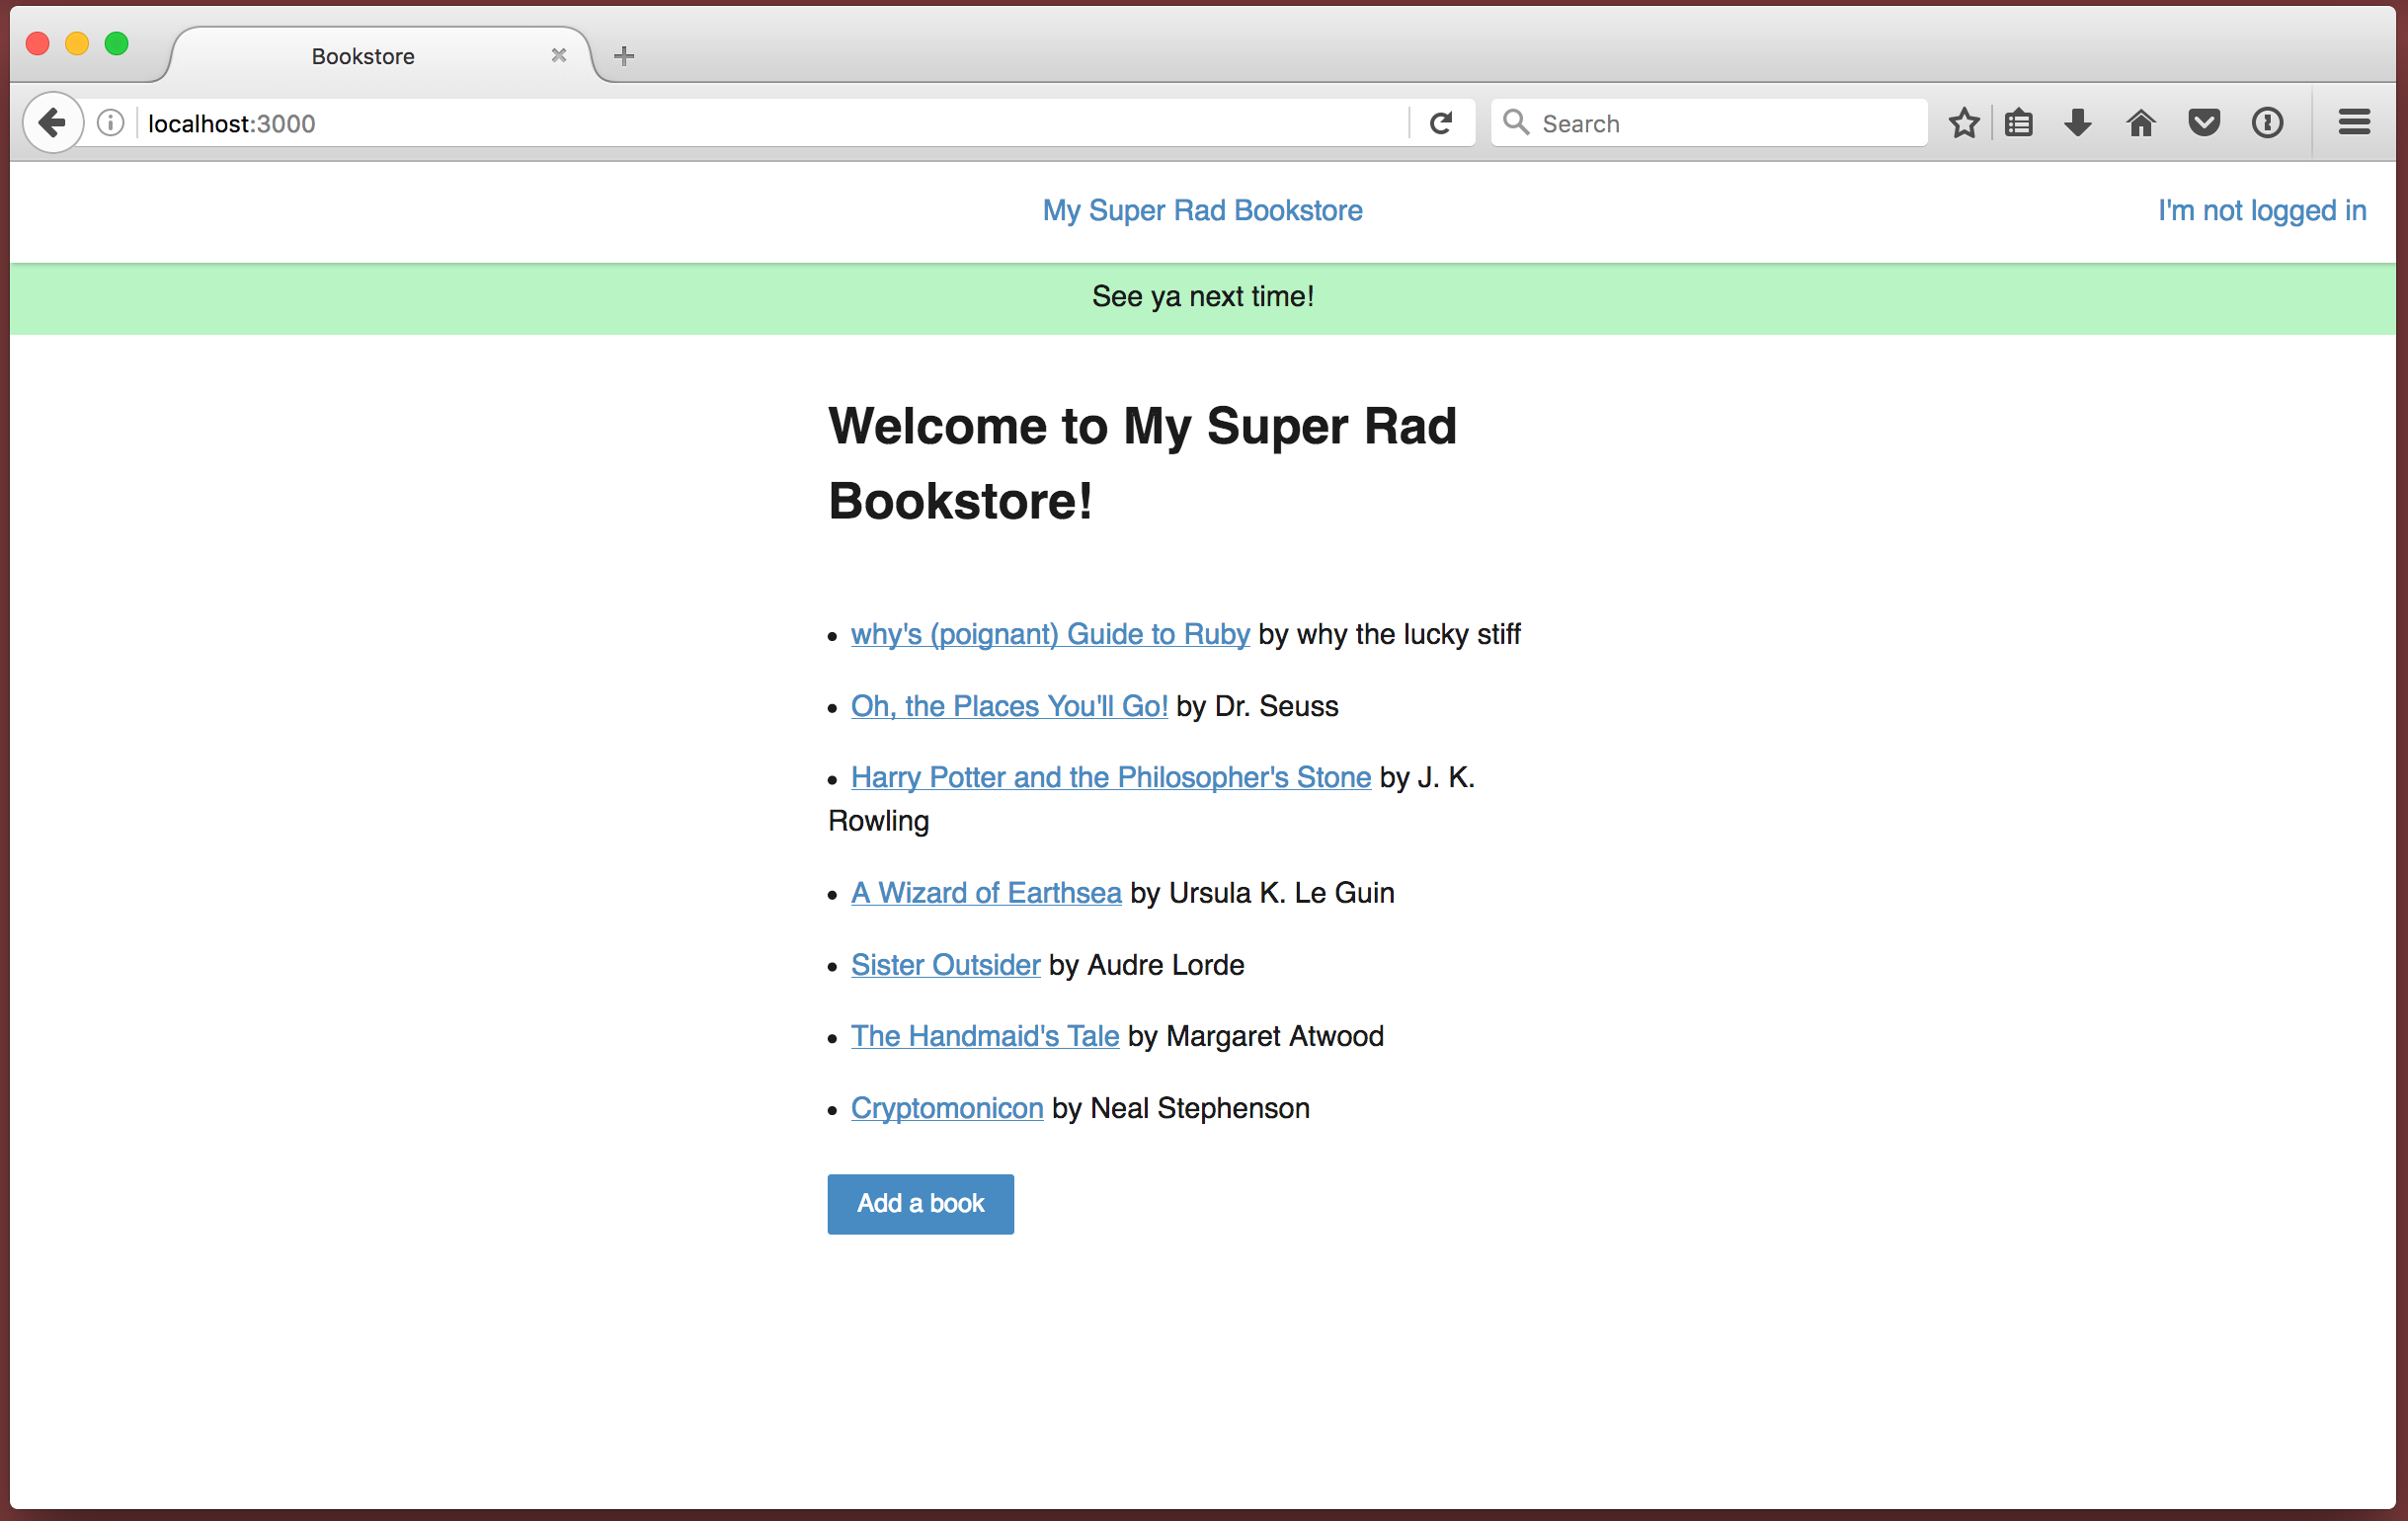 Bookstore
localhost:3000
Search
My Super Rad Bookstore
I'm not logged in
See ya next time!
Welcome to My Super Rad
Bookstore!
• why's (poignant) Guide to Ruby by why the lucky stiff
• Oh, the Places You'll Go! by Dr. Seuss
• Harry Potter and the Philosopher's Stone by J. K.
Rowling
• A Wizard of Earthsea by Ursula K. Le Guin
• Sister Outsider by Audre Lorde
• The Handmaid's Tale by Margaret Atwood
• Cryptomonicon by Neal Stephenson
Add a book